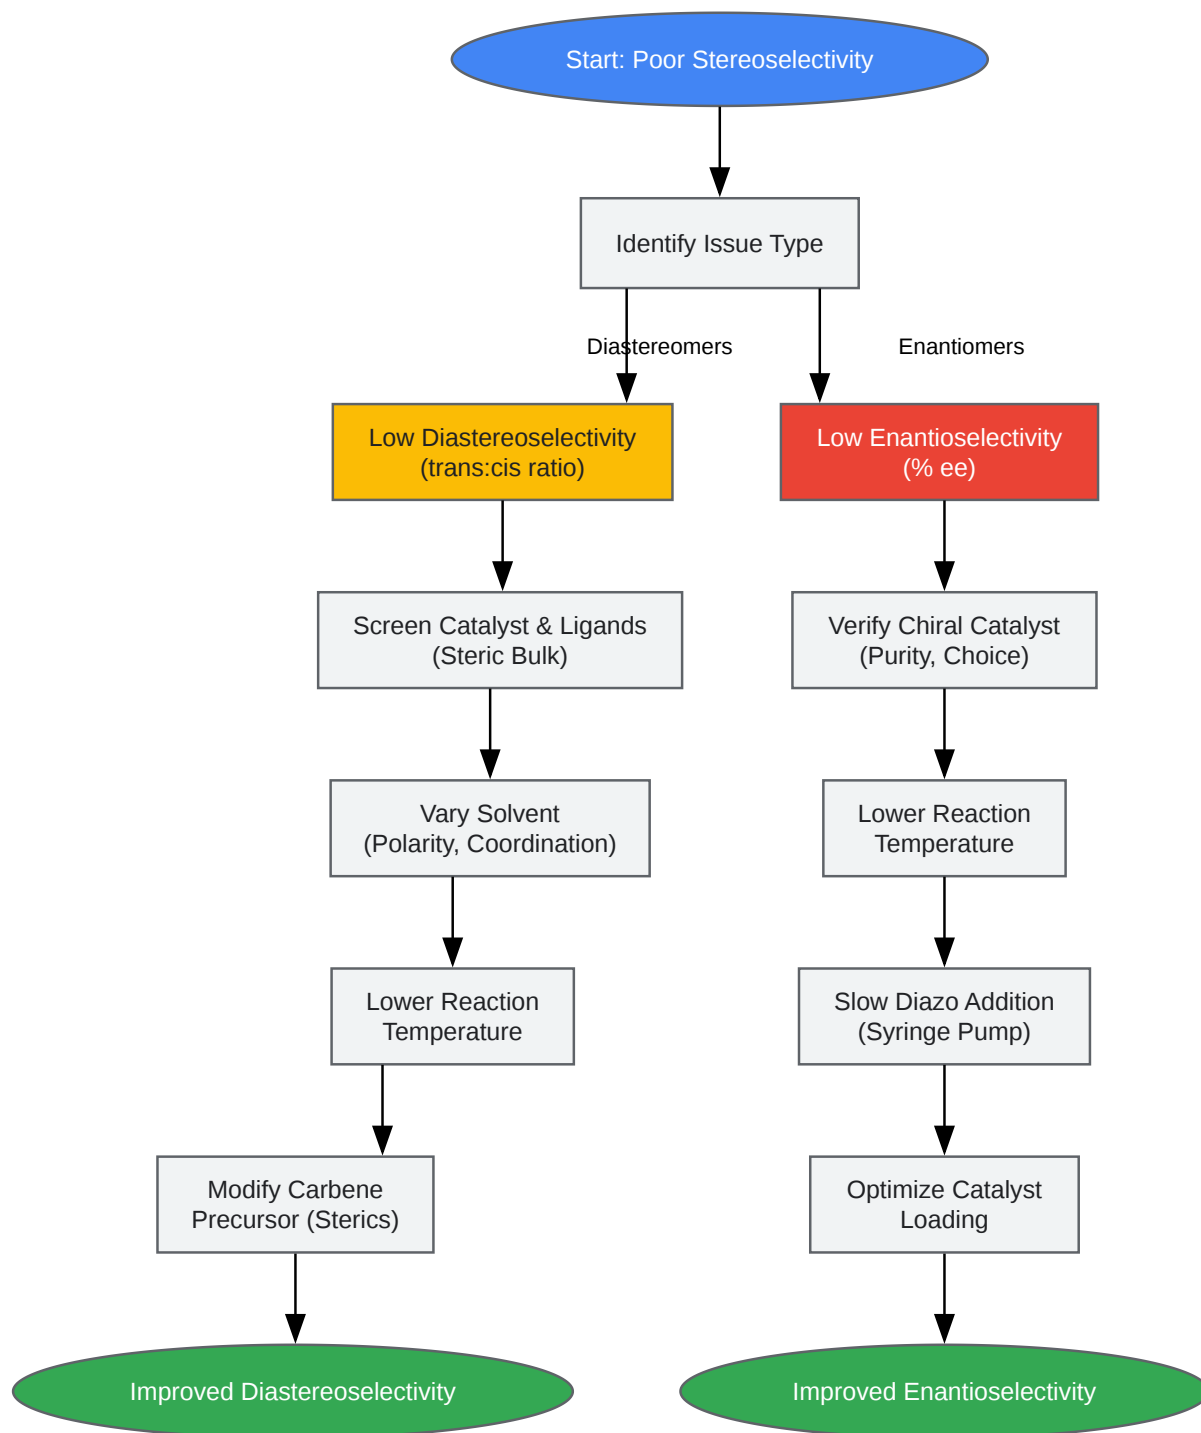 Start: Poor Stereoselectivity
Identify Issue Type
Diastereomers
Enantiomers
Low Diastereoselectivity
(trans:cis ratio)
Low Enantioselectivity
(% ee)
Screen Catalyst & Ligands
(Steric Bulk)
Verify Chiral Catalyst
(Purity, Choice)
Vary Solvent
(Polarity, Coordination)
Lower Reaction
Temperature
Lower Reaction
Temperature
Slow Diazo Addition
(Syringe Pump)
Modify Carbene
Precursor (Sterics)
Optimize Catalyst
Loading
Improved Diastereoselectivity
Improved Enantioselectivity